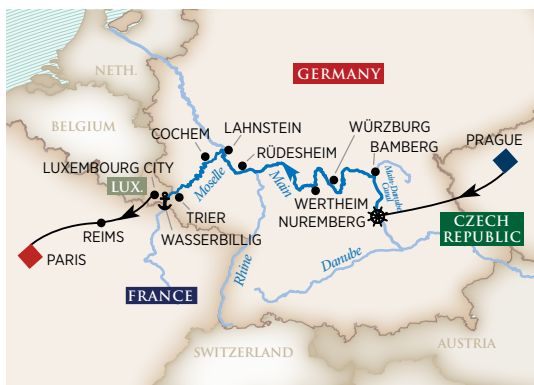 NETH.
GERMANY
BELGIUM
COCHEM
LAHNSTEIN
WÜRZBURG
PRAGUE
RÜDESHEIM
BAMBERG
LUXEMBOURG CITY
Moselle
Main
Main-Danube
Canal
LUX.
TRIER
WERTHEIM
NUREMBERG
CZECH
REPUBLIC
REIMS
WASSERBILLIG
PARIS
Rhine
Danube
FRANCE
SWITZERLAND
AUSTRIA